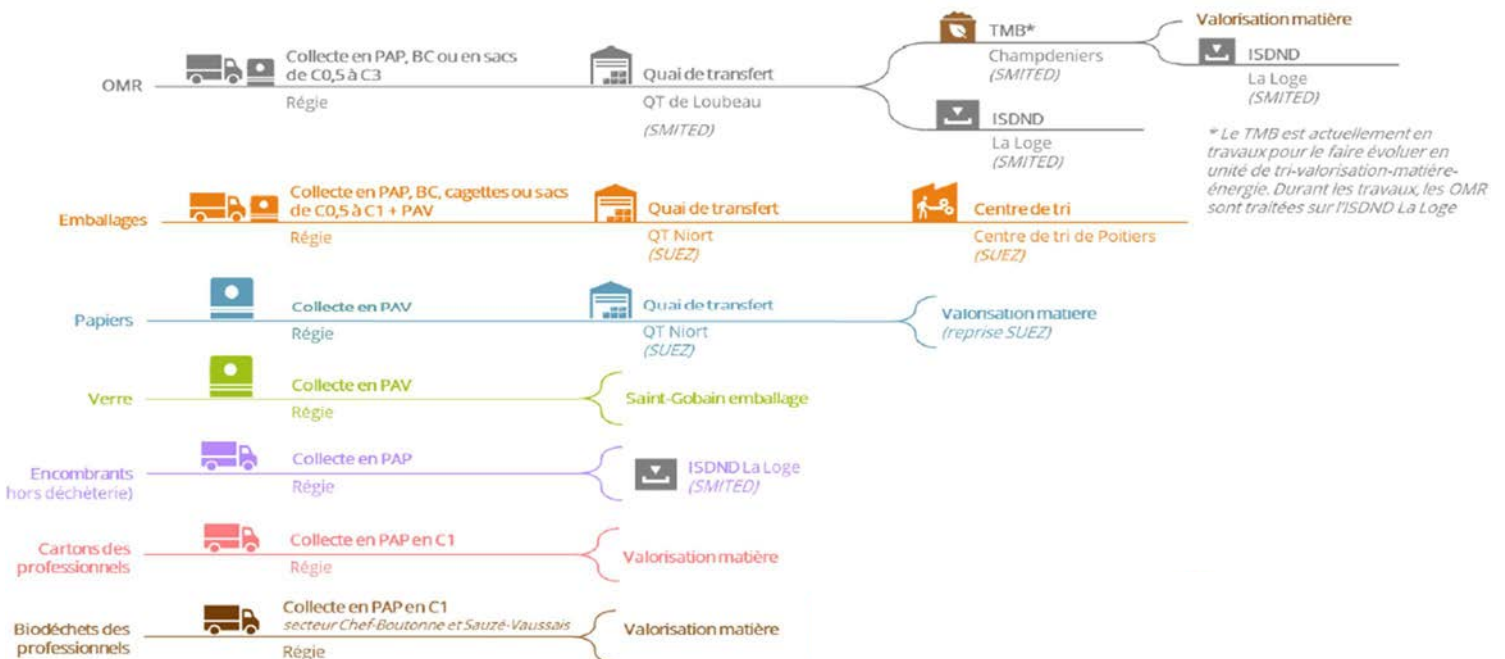 OMR
Collecte en PAP, BC ou en sacs
de C0,5 à C3
Régie
Quai de transfert
QT de Loubeau
(SMITED)
TMB*
Champdeniers
(SMITED)
Valorisation matière
ISDND
La Loge
(SMITED)
ISDND
La Loge
(SMITED)
* Le TMB est actuellement en
travaux pour le faire évoluer en
unité de tri-valorisation-matière-
énergie. Durant les travaux, les OMR
sont traitées sur l'ISDND La Loge
Emballages
Collecte en PAP, BC, cagettes ou sacs
de C0,5 à C1 + PAV
Régie
Quai de transfert
QT Niort
(SUEZ)
Centre de tri
Centre de tri de Poitiers
(SUEZ)
Papiers
Collecte en PAV
Régie
Quai de transfert
QT Niort
(SUEZ)
Valorisation matière
(reprise SUEZ)
Verre
Collecte en PAV
Régie
Saint-Gobain emballage
Encombrants
hors déchèterie)
Collecte en PAP
Régie
ISDND La Loge
(SMITED)
Cartons des
professionnels
Collecte en PAP en C1
Régie
Valorisation matière
Biodéchets des
professionnels
Collecte en PAP en C1
secteur Chef-Boutonne et Sauzé-Vaussais
Régie
Valorisation matière